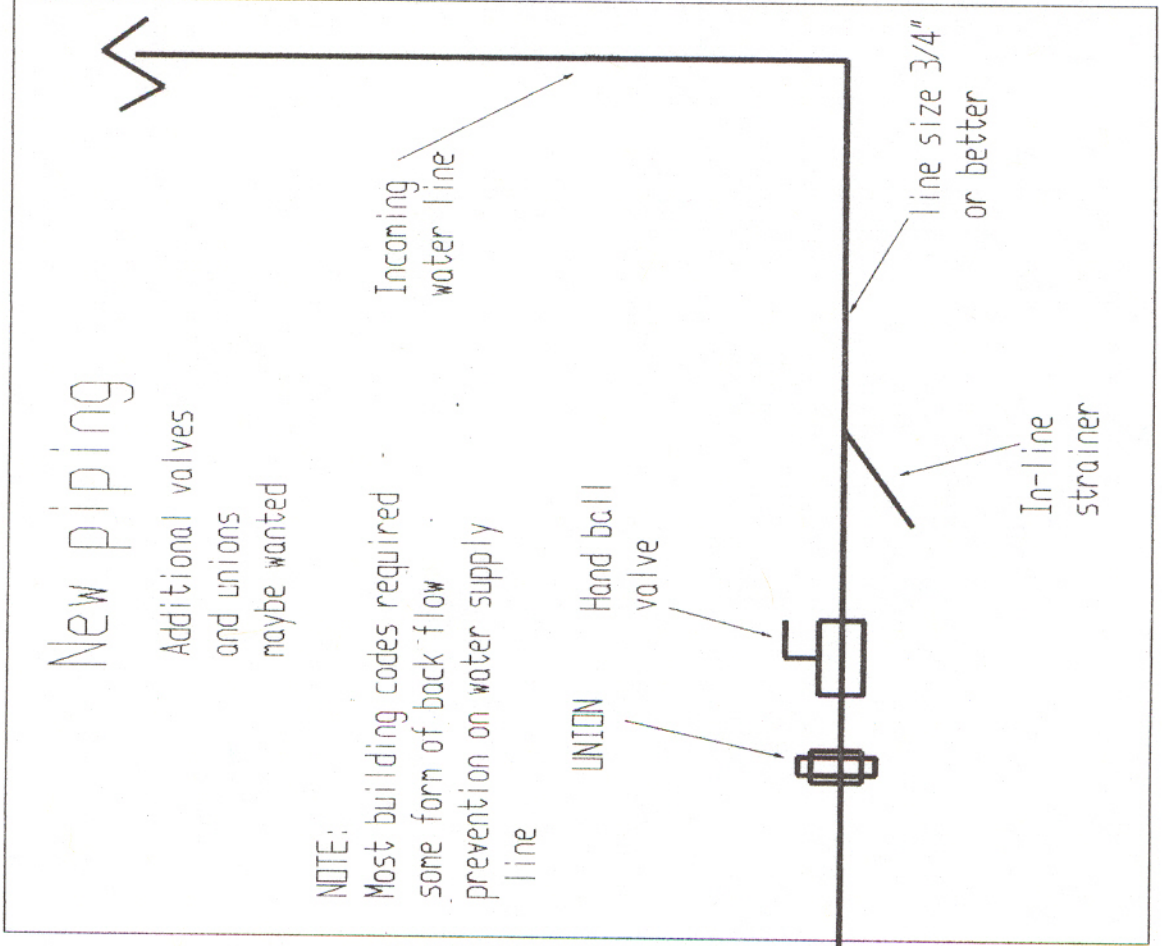 New piping
Additional valves
and unions
maybe wanted
NOTE:
Most building codes required
some form of back flow
prevention on water supply
line
Incoming
water line
UNION
Hand ball
valve
In-line
strainer
line size 3/4"
or better